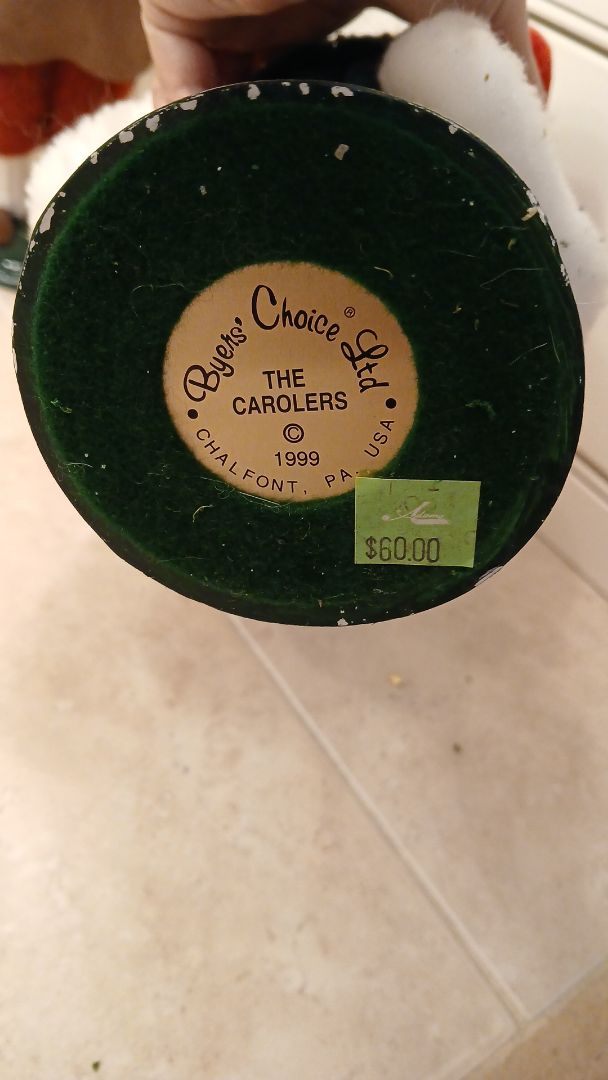 Byers' Choice® Ltd
THE
CAROLERS
©
1999
• CHALFONT, PA. USA •
$60.00